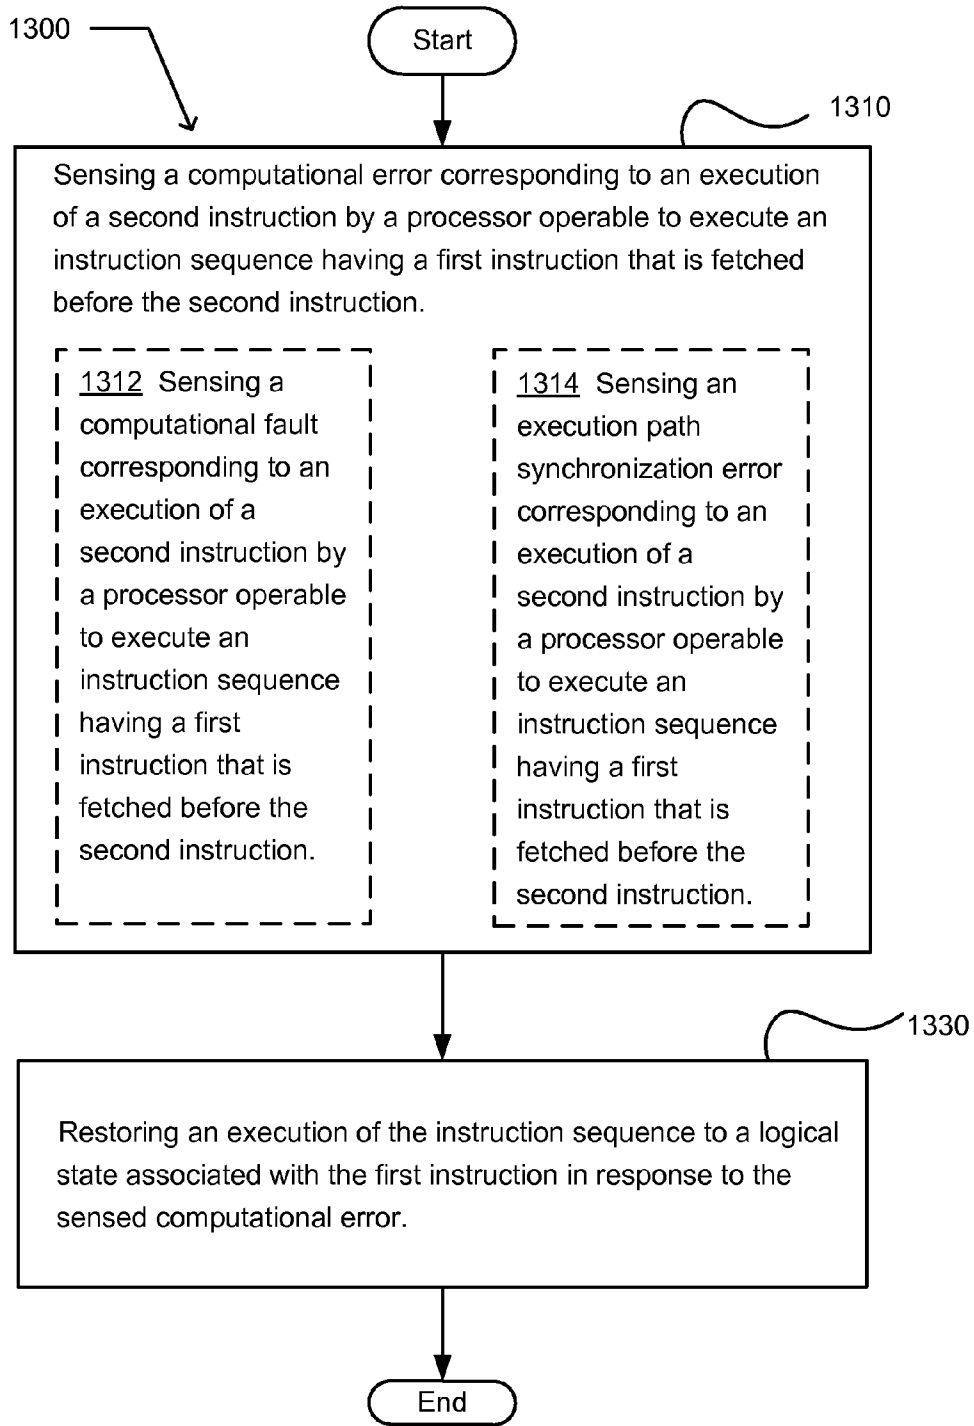 1300
Start
1310
Sensing a computational error corresponding to an execution
of a second instruction by a processor operable to execute an
instruction sequence having a first instruction that is fetched
before the second instruction.
1312 Sensing a
computational fault
corresponding to an
execution of a
second instruction by
a processor operable
to execute an
instruction sequence
having a first
instruction that is
fetched before the
second instruction.
1314 Sensing an
execution path
synchronization error
corresponding to an
execution of a
second instruction by
a processor operable
to execute an
instruction sequence
having a first
instruction that is
fetched before the
second instruction.
1330
Restoring an execution of the instruction sequence to a logical
state associated with the first instruction in response to the
sensed computational error.
End